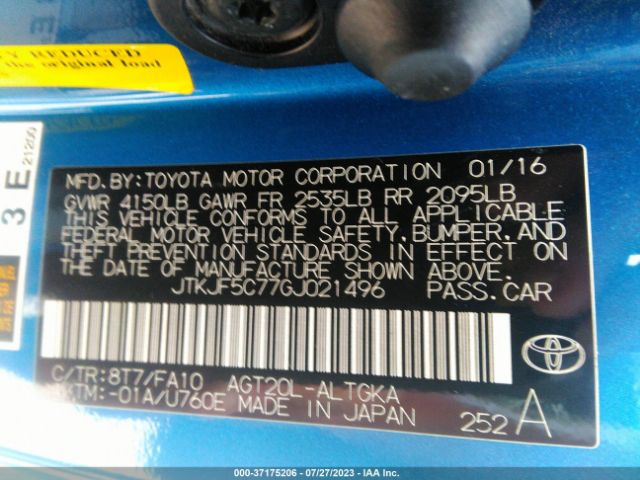 N REDUCED
the original load
3 E 21200
MFD.BY:TOYOTA MOTOR CORPORATION 01/16
GVWR 4150LB GAWR FR 2535LB RR 2095LB
THIS VEHICLE CONFORMS TO ALL APPLICABLE
FEDERAL MOTOR VEHICLE SAFETY, BUMPER, AND
THEFT PREVENTION STANDARDS IN EFFECT ON
THE DATE OF MANUFACTURE SHOWN ABOVE.
JTKJF5C77GJ021496 PASS.CAR
C/TR:8T7/FA10 AGT20L-ALTGKA
TM:-01A/U760E MADE IN JAPAN 252 A
TOYOTA
000-37175206 - 07/27/2023 - IAA Inc.